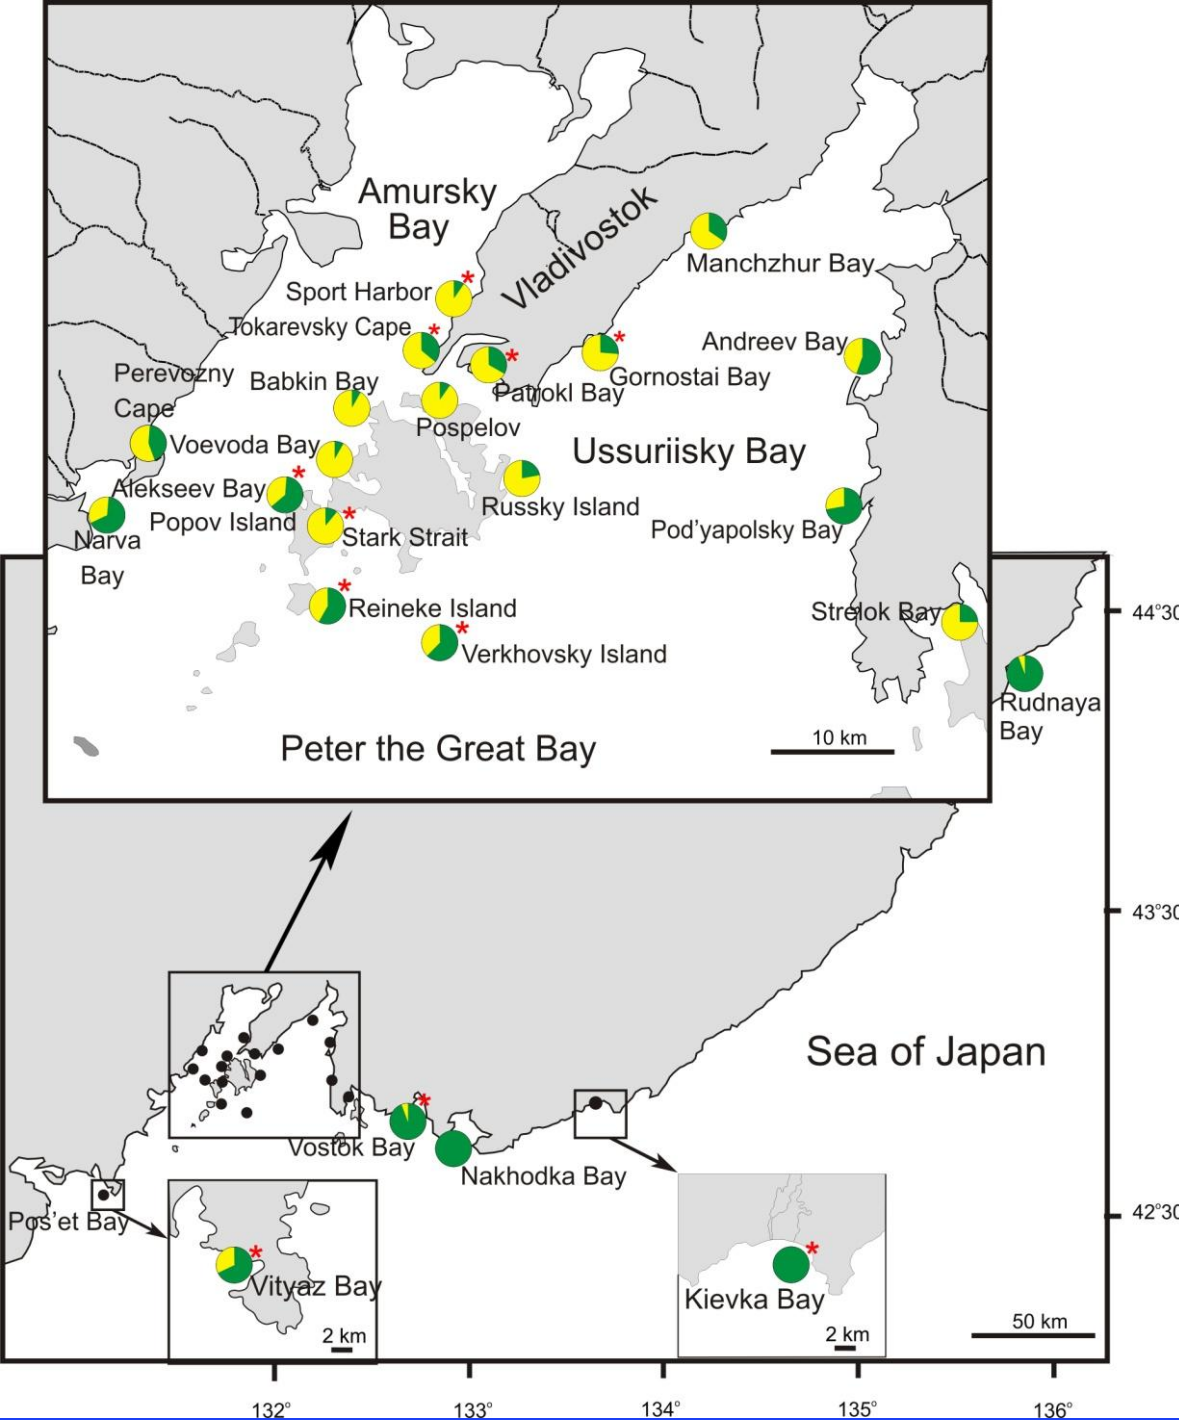 Amursky
Bay
Vladivostok
Manchzhur Bay
Sport Harbor *
Tokarevsky Cape *
Andreev Bay
Perevozny
Cape
Babkin Bay
*
Patrokl Bay
*
Gornostai Bay
Pospelov
Voevoda Bay
Ussuriisky Bay
Alekseev Bay
Popov Island
*
Russky Island
*
Stark Strait
Pod'yapolsky Bay
Narva
Bay
*
Reineke Island
Strelok Bay
*
Verkhovsky Island
Rudnaya
Bay
Peter the Great Bay
10 km
44°30
43°30
Sea of Japan
*
Vostok Bay
Nakhodka Bay
42°30
Pos'et Bay
*
Vityaz Bay
2 km
*
Kievka Bay
2 km
50 km
132°
133°
134°
135°
136°